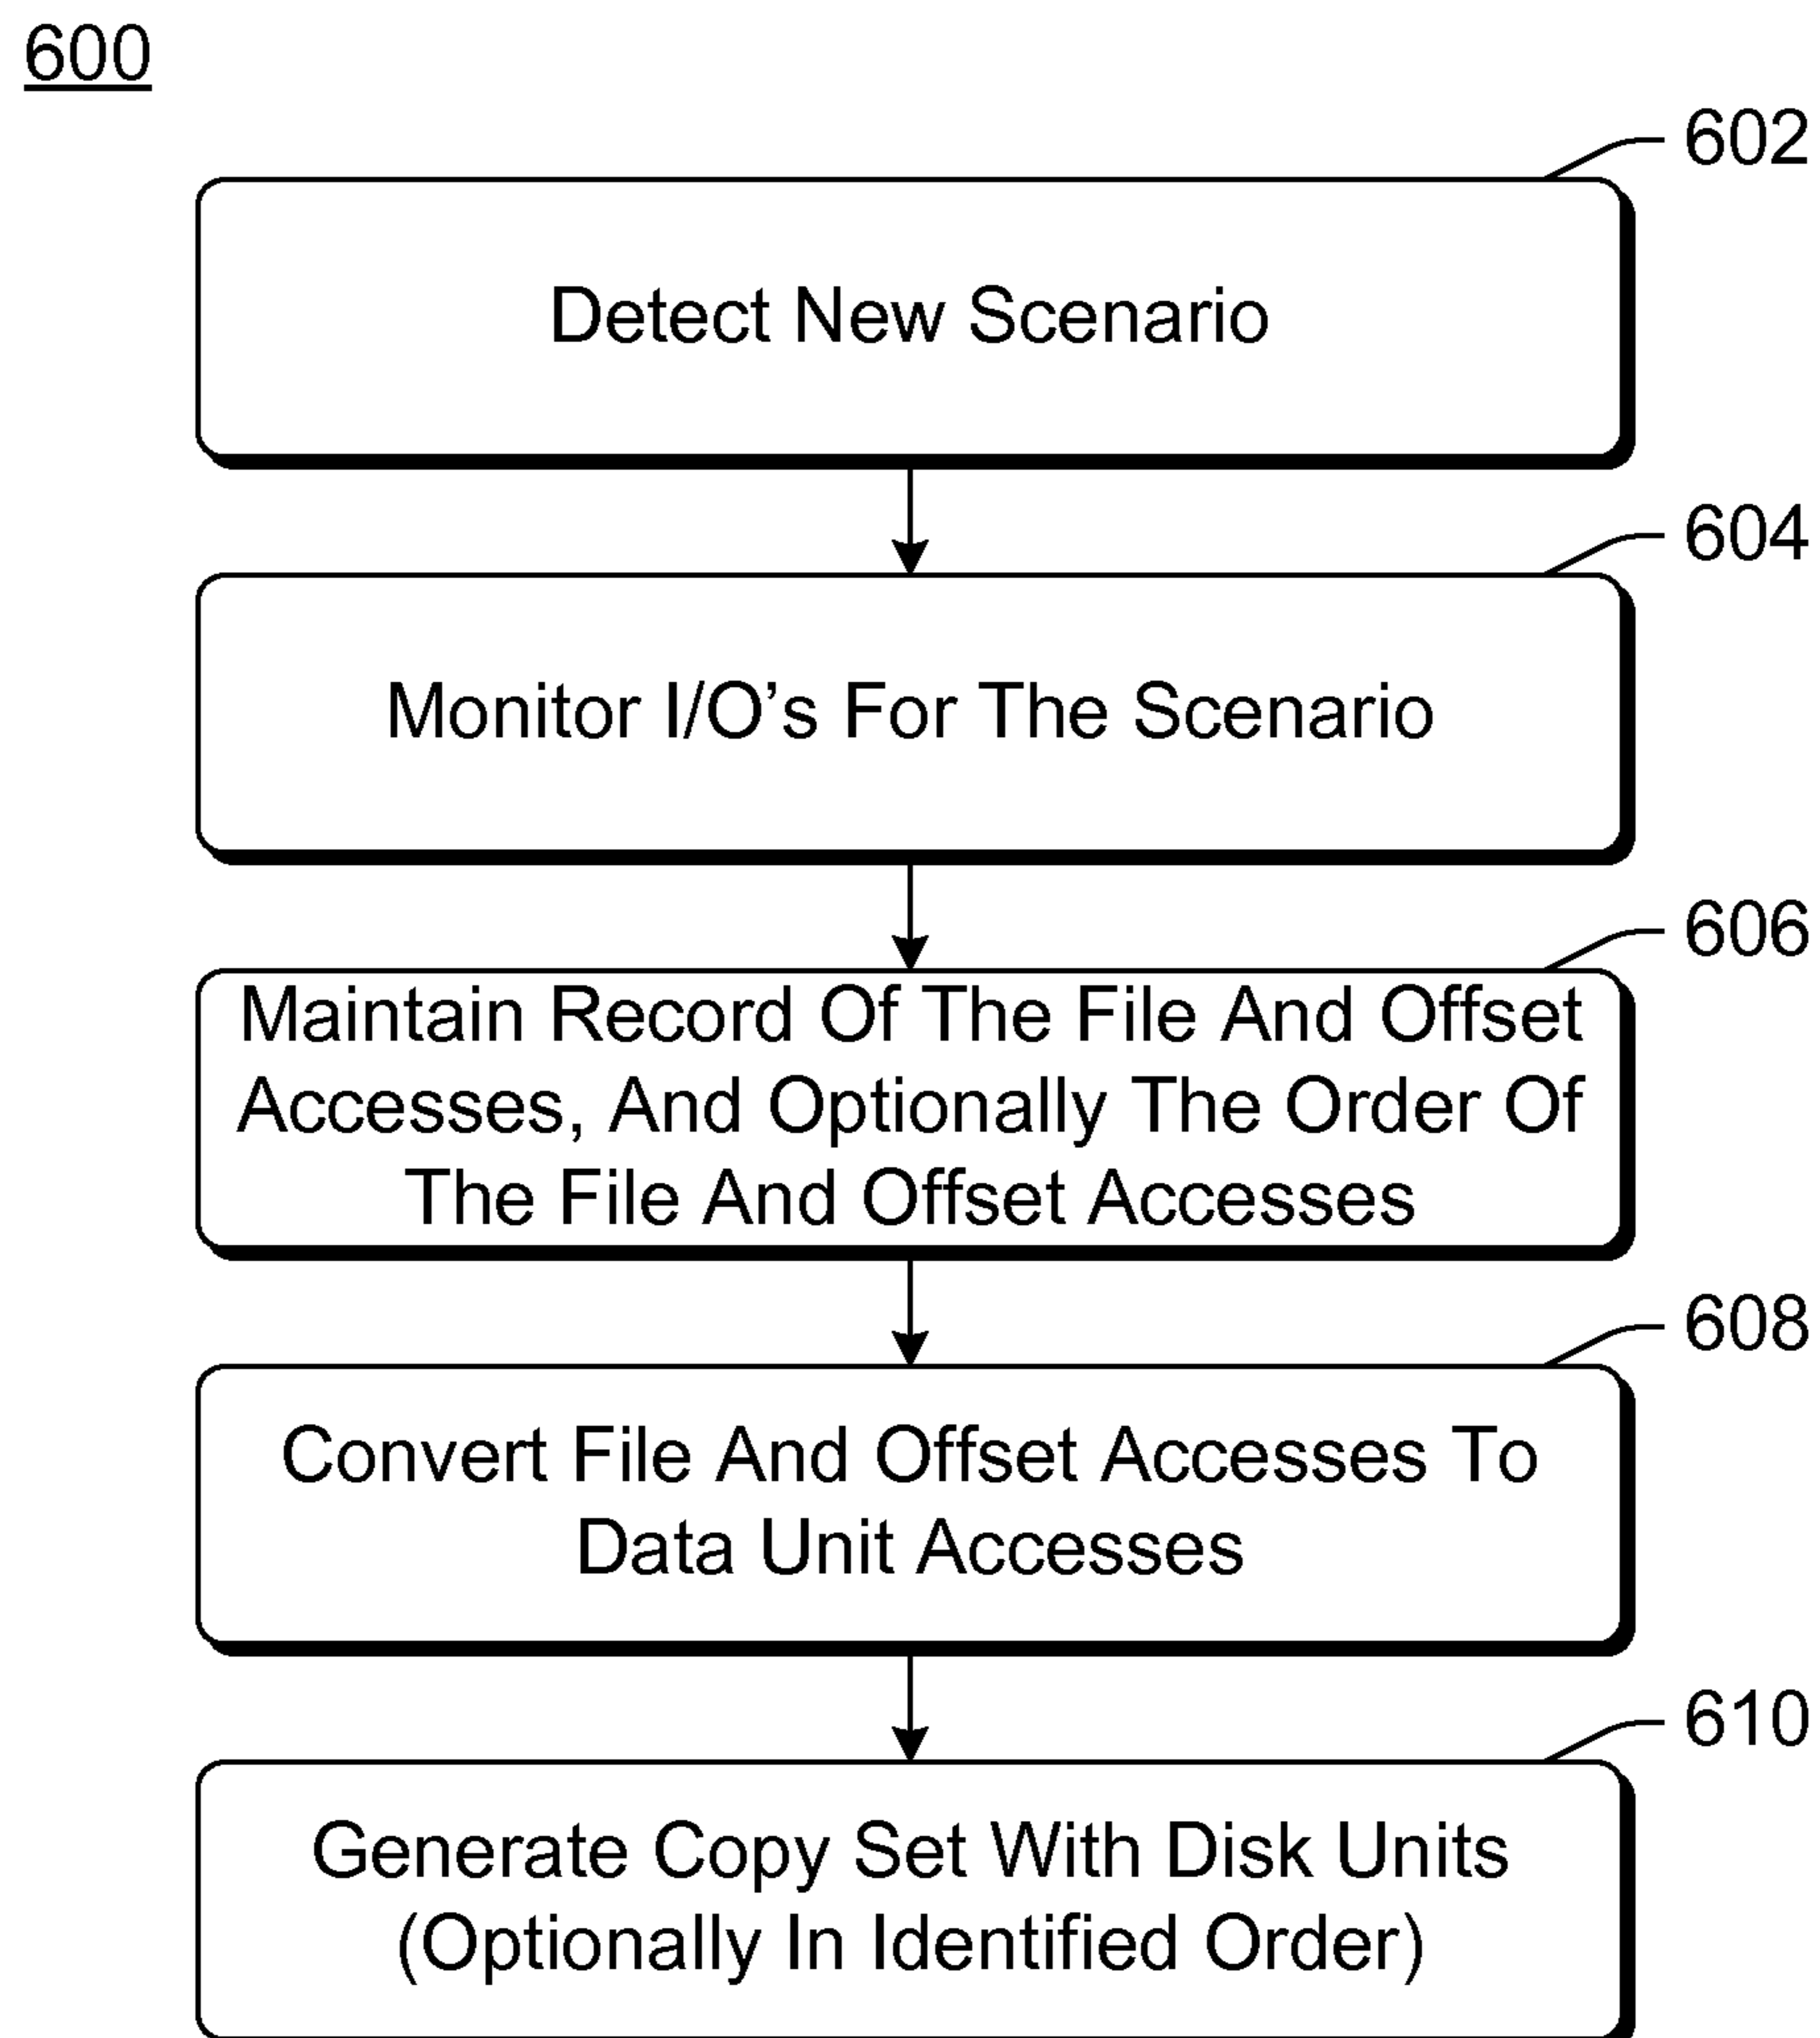 600
602
Detect New Scenario
604
Monitor I/O’s For The Scenario
606
Maintain Record Of The File And Offset
Accesses, And Optionally The Order Of
The File And Offset Accesses
608
Convert File And Offset Accesses To
Data Unit Accesses
610
Generate Copy Set With Disk Units
(Optionally In Identified Order)